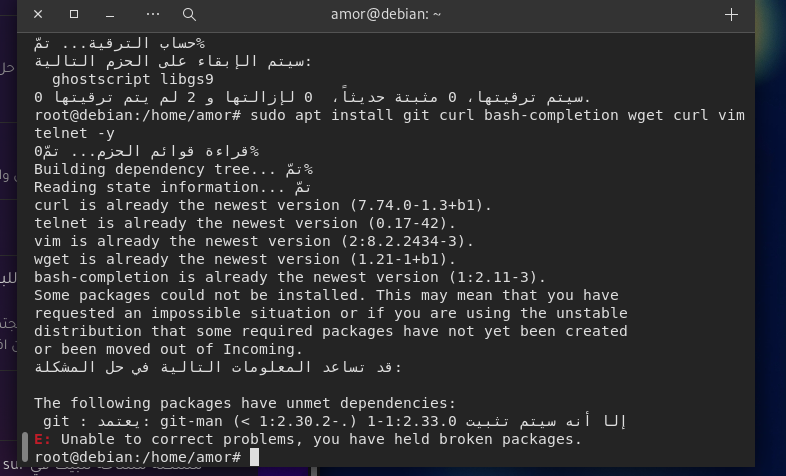 amor@debian: ~
حساب الترقية... تمّ%
سيتم الإبقاء على الحزم التالية:
ghostscript libgs9
0 سيتم ترقيتها، 0 مثبتة حديثاً، 0 لإزالتها و 2 لم يتم ترقيتها.
root@debian:/home/amor# sudo apt install git curl bash-completion wget curl vim
telnet -y
قراءة قوائم الحزم... تمّ0%
Building dependency tree... تمّ%
Reading state information... تمّ
curl is already the newest version (7.74.0-1.3+b1).
telnet is already the newest version (0.17-42).
vim is already the newest version (2:8.2.2434-3).
wget is already the newest version (1.21-1+b1).
bash-completion is already the newest version (1:2.11-3).
Some packages could not be installed. This may mean that you have
requested an impossible situation or if you are using the unstable
distribution that some required packages have not yet been created
or been moved out of Incoming.
قد تساعد المعلومات التالية في حل المشكلة:
The following packages have unmet dependencies:
git : يعتمد: git-man (< 1:2.30.2-.) إلا أنه سيتم تثبيت 1:2.33.0-1
E: Unable to correct problems, you have held broken packages.
root@debian:/home/amor#